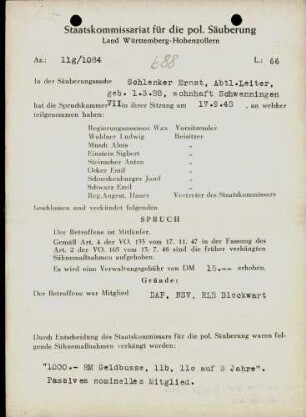 Staatskommissariat für die pol. Säuberung
Land Württemberg-Hohenzollern
Az.: 11g/1084
688
L.: 66
In der Säuberungssache Schlenker Ernst, Abtl.Leiter,
geb. 1.3.88, wohnhaft Schwenningen
hat die Spruchkammer VII in ihrer Sitzung am 17.9.48, an welcher
teilgenommen haben:
Regierungsassessor Wax Vorsitzender
Waldner Ludwig Beisitzer
Mundt Alois "
Einstein Sigbert "
Steinacher Anton "
Ocker Emil "
Schneckenburger Josef "
Schwarz Emil "
Reg.Angest. Hauer Vertreter des Staatskommissars
beschlossen und verkündet folgenden
SPRUCH
Der Betroffene ist Mitläufer.
Gemäß Art. 4 der VO. 133 vom 17. 11. 47 in der Fassung des
Art. 2 der VO. 165 vom 13. 7. 48 sind die früher verhängten
Sühnemaßnahmen aufgehoben.
Es wird eine Verwaltungsgebühr von DM 15.-- erhoben.
Gründe:
Der Betroffene war Mitglied DAF, NSV, RLB Blockwart
Durch Entscheidung des Staatskommissars für die pol. Säuberung waren fol-
gende Sühnemaßnahmen verhängt worden:
"1000.- RM Geldbusse, 11b, 11c auf 3 Jahre".
Passives nominelles Mitglied.